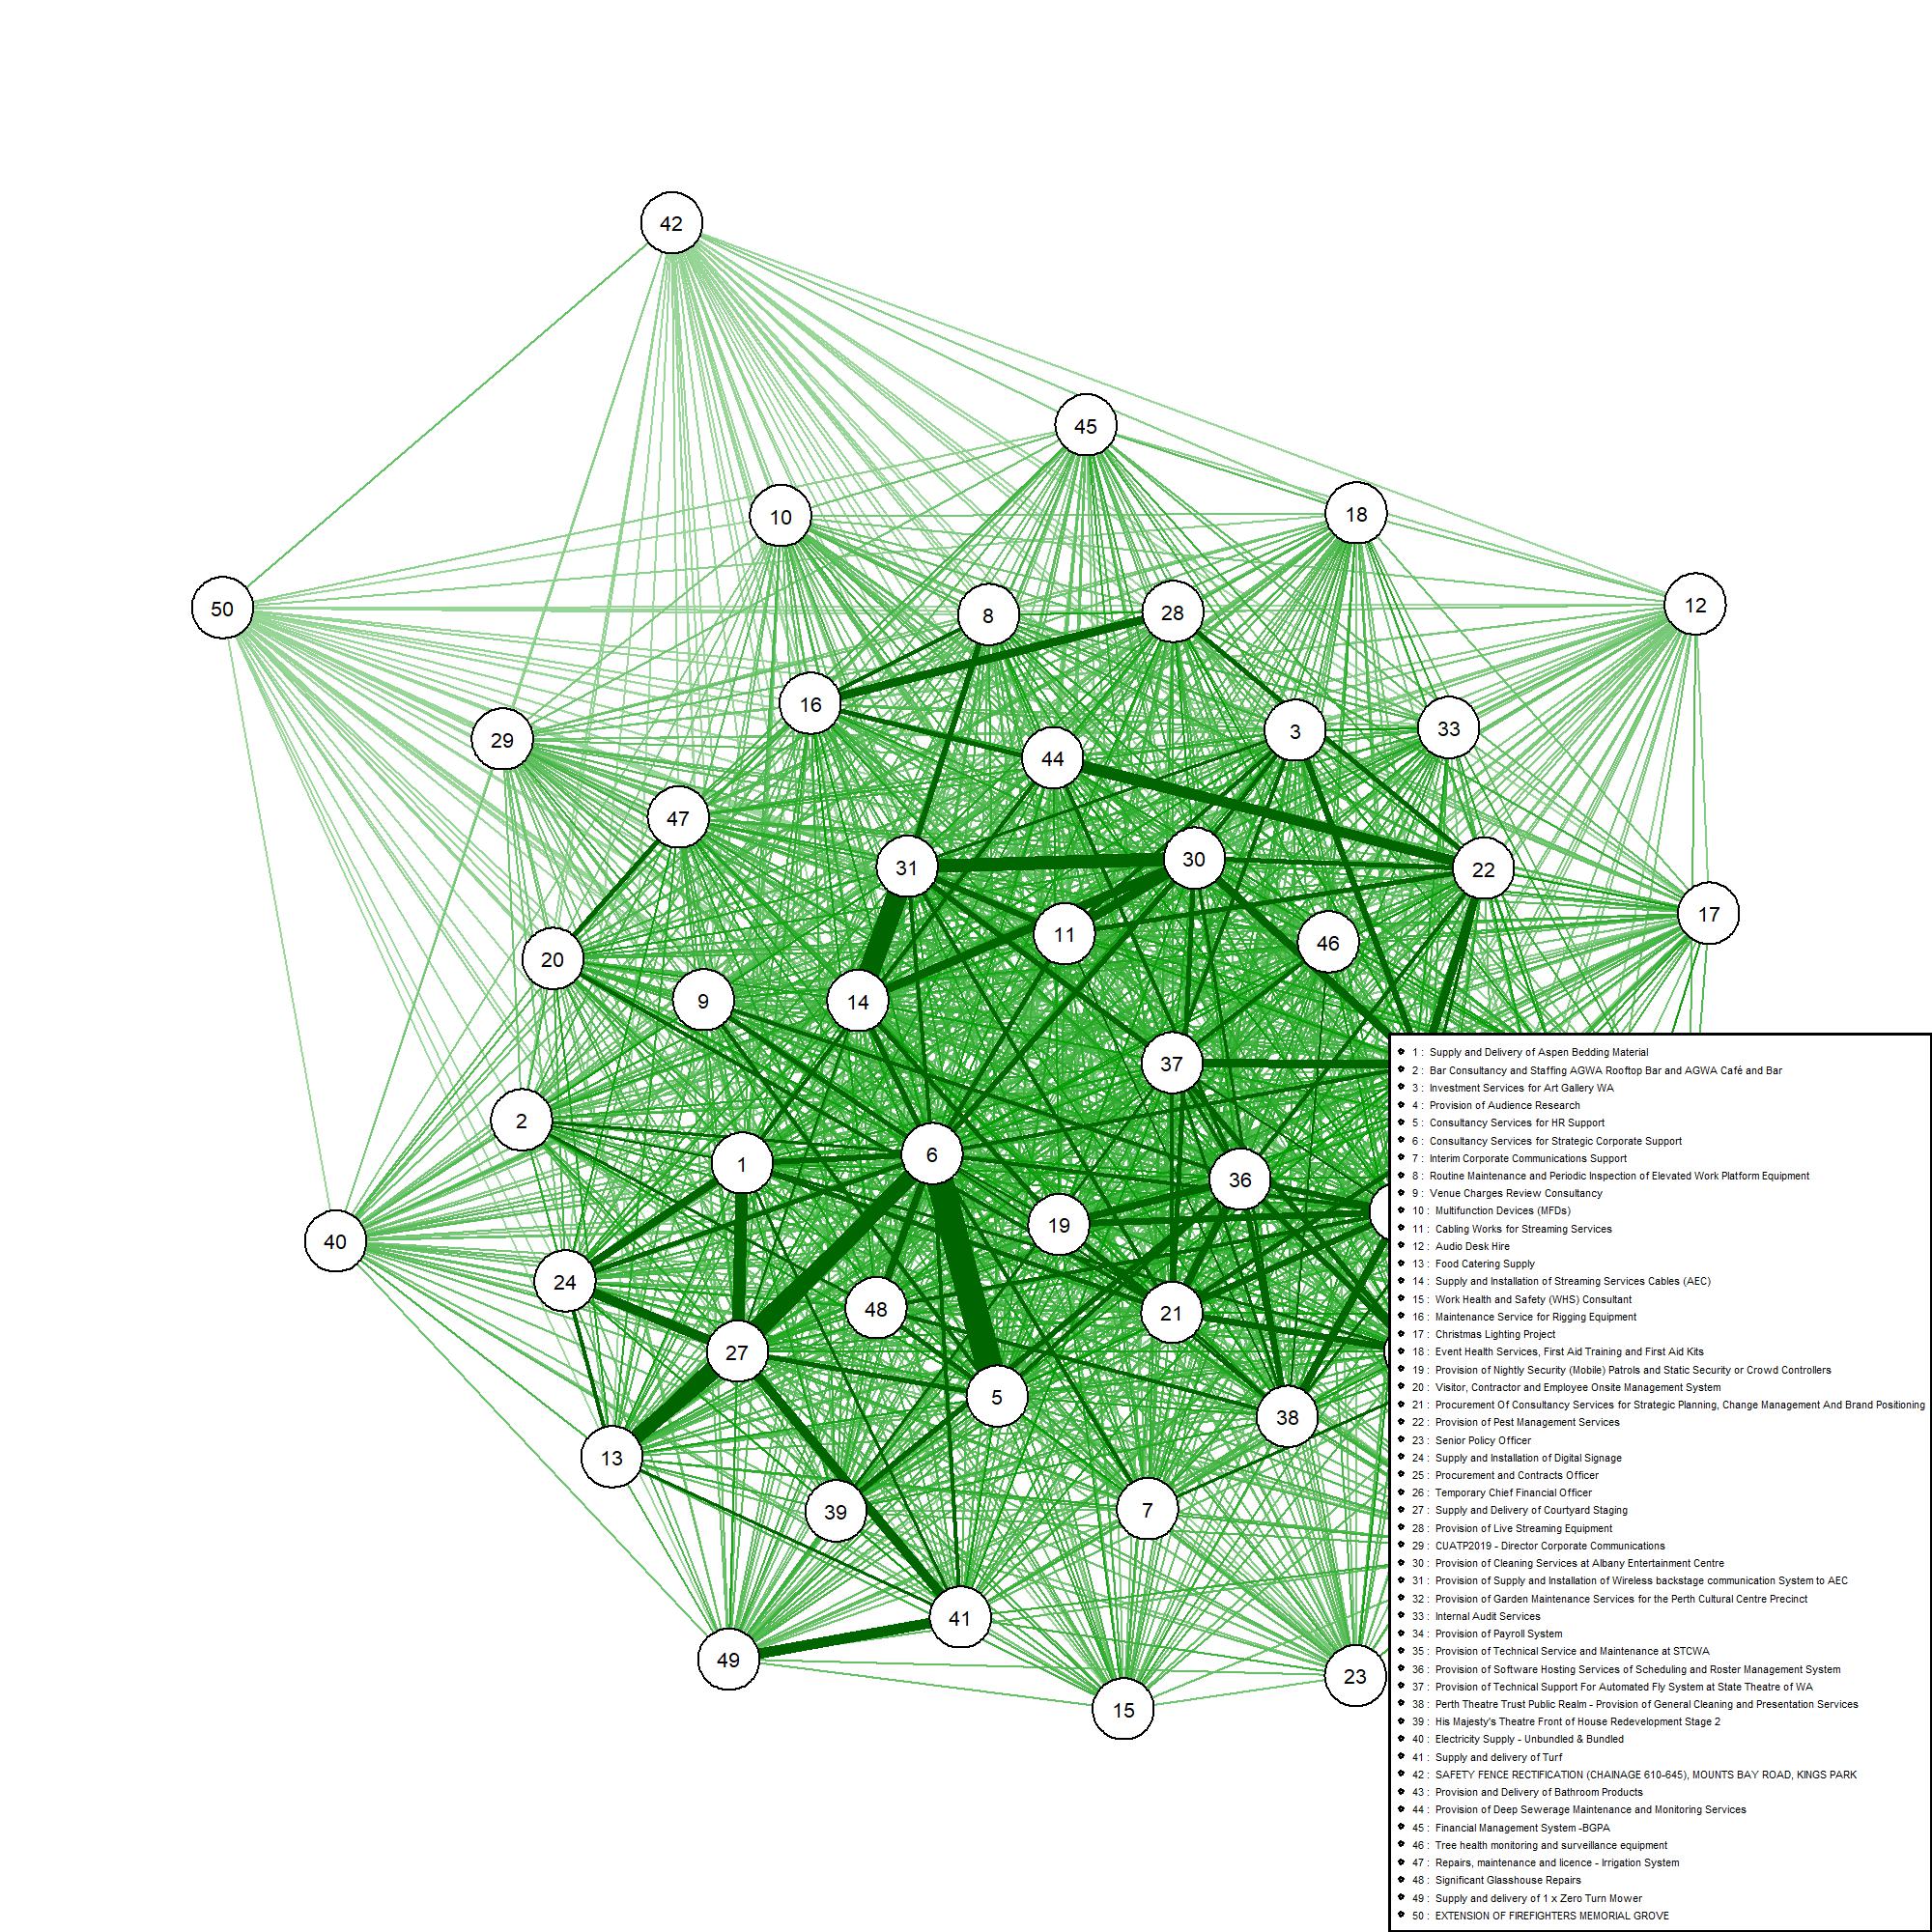 42
45
10
18
50
12
8
28
16
3
33
29
44
47
31
30
22
17
11
46
20
9
14
37
2
1
6
36
19
40
24
48
21
27
5
38
13
39
7
41
49
23
15
1 : Supply and Delivery of Aspen Bedding Material
2 : Bar Consultancy and Staffing AGWA Rooftop Bar and AGWA Café and Bar
3 : Investment Services for Art Gallery WA
4 : Provision of Audience Research
5 : Consultancy Services for HR Support
6 : Consultancy Services for Strategic Corporate Support
7 : Interim Corporate Communications Support
8 : Routine Maintenance and Periodic Inspection of Elevated Work Platform Equipment
9 : Venue Charges Review Consultancy
10 : Multifunction Devices (MFDs)
11 : Cabling Works for Streaming Services
12 : Audio Desk Hire
13 : Food Catering Supply
14 : Supply and Installation of Streaming Services Cables (AEC)
15 : Work Health and Safety (WHS) Consultant
16 : Maintenance Service for Rigging Equipment
17 : Christmas Lighting Project
18 : Event Health Services, First Aid Training and First Aid Kits
19 : Provision of Nightly Security (Mobile) Patrols and Static Security or Crowd Controllers
20 : Visitor, Contractor and Employee Onsite Management System
21 : Procurement Of Consultancy Services for Strategic Planning, Change Management And Brand Positioning
22 : Provision of Pest Management Services
23 : Senior Policy Officer
24 : Supply and Installation of Digital Signage
25 : Procurement and Contracts Officer
26 : Temporary Chief Financial Officer
27 : Supply and Delivery of Courtyard Staging
28 : Provision of Live Streaming Equipment
29 : CUATP2019 - Director Corporate Communications
30 : Provision of Cleaning Services at Albany Entertainment Centre
31 : Provision of Supply and Installation of Wireless backstage communication System to AEC
32 : Provision of Garden Maintenance Services for the Perth Cultural Centre Precinct
33 : Internal Audit Services
34 : Provision of Payroll System
35 : Provision of Technical Service and Maintenance at STCWA
36 : Provision of Software Hosting Services of Scheduling and Roster Management System
37 : Provision of Technical Support For Automated Fly System at State Theatre of WA
38 : Perth Theatre Trust Public Realm - Provision of General Cleaning and Presentation Services
39 : His Majesty's Theatre Front of House Redevelopment Stage 2
40 : Electricity Supply - Unbundled & Bundled
41 : Supply and delivery of Turf
42 : SAFETY FENCE RECTIFICATION (CHAINAGE 610-645), MOUNTS BAY ROAD, KINGS PARK
43 : Provision and Delivery of Bathroom Products
44 : Provision of Deep Sewerage Maintenance and Monitoring Services
45 : Financial Management System -BGPA
46 : Tree health monitoring and surveillance equipment
47 : Repairs, maintenance and licence - Irrigation System
48 : Significant Glasshouse Repairs
49 : Supply and delivery of 1 x Zero Turn Mower
50 : EXTENSION OF FIREFIGHTERS MEMORIAL GROVE